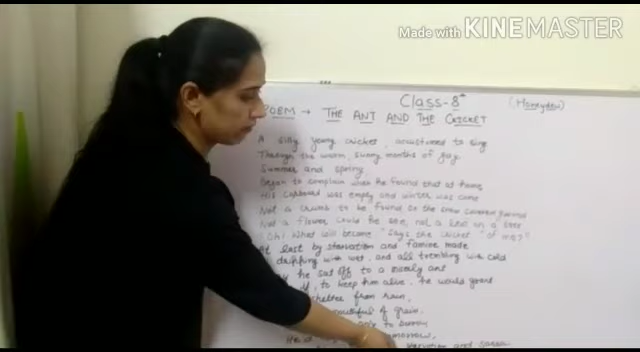 Made with KINEMASTER
Class-8th (Honeydew)
POEM → THE ANT AND THE CRICKET
A silly young cricket, accustomed to sing
Through the warm, sunny months of gay
Summer and spring,
Began to complain when he found that at home
His cupboard was empty and winter was come
Not a crumb to be found on the snow covered ground
Not a flower could he see, not a leaf on a tree
"Oh! What will become" Says the cricket "of me?"
At last by starvation and famine made
dripping with wet, and all trembling with cold
he set off to a miserly ant
to keep him alive, he would grant
shelter from rain,
mouthful of grain.
to borrow
tomorrow,
starvation and sorrow